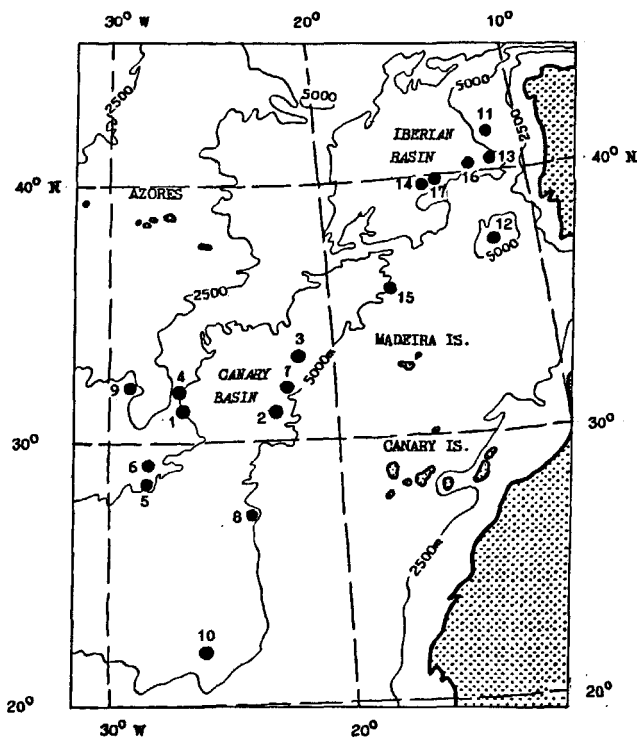 30° W 20° 10°
5000
2500
2500
5000
11
IBERIAN
BASIN
13
40° N
16
40° N
14 17
AZORES
12
5000
2500
15
3
MADEIRA IS.
5000m
4
7
CANARY
BASIN
9
1
2
30°
30°
CANARY IS.
6
5
8
2500m
10
20°
20°
30° W 20°